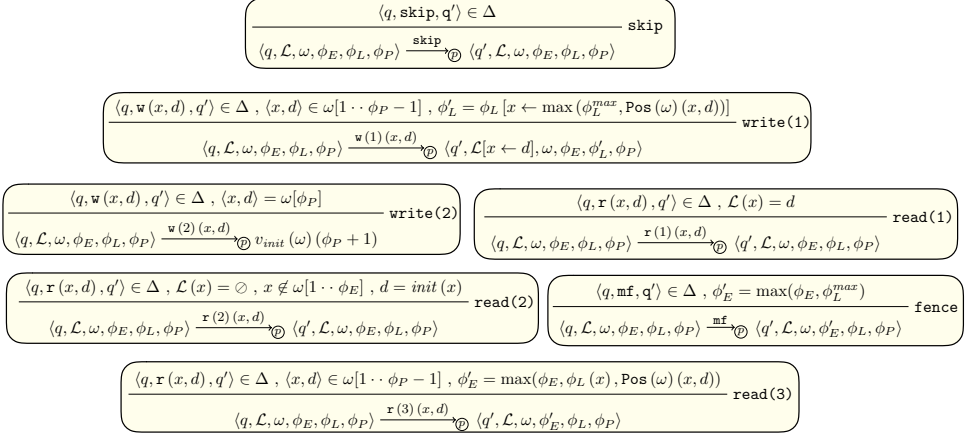 ⟨q, skip, q′⟩ ∈ Δ
⟨q, ℒ, ω, ϕ_E, ϕ_L, ϕ_P⟩ —skip→ⓟ ⟨q′, ℒ, ω, ϕ_E, ϕ_L, ϕ_P⟩ skip
⟨q, w (x, d) , q′⟩ ∈ Δ , ⟨x, d⟩ ∈ ω[1 ·· ϕ_P − 1] , ϕ′_L = ϕ_L [x ← max (ϕ_L^max, Pos (ω) (x, d))]
⟨q, ℒ, ω, ϕ_E, ϕ_L, ϕ_P⟩ —w (1) (x, d)→ⓟ ⟨q′, ℒ[x ← d], ω, ϕ_E, ϕ′_L, ϕ_P⟩ write(1)
⟨q, w (x, d) , q′⟩ ∈ Δ , ⟨x, d⟩ = ω[ϕ_P]
⟨q, ℒ, ω, ϕ_E, ϕ_L, ϕ_P⟩ —w (2) (x, d)→ⓟ v_init (ω) (ϕ_P + 1) write(2)
⟨q, r (x, d) , q′⟩ ∈ Δ , ℒ (x) = d
⟨q, ℒ, ω, ϕ_E, ϕ_L, ϕ_P⟩ —r (1) (x, d)→ⓟ ⟨q′, ℒ, ω, ϕ_E, ϕ_L, ϕ_P⟩ read(1)
⟨q, r (x, d) , q′⟩ ∈ Δ , ℒ (x) = ⊘ , x ∉ ω[1 ·· ϕ_E] , d = init (x)
⟨q, ℒ, ω, ϕ_E, ϕ_L, ϕ_P⟩ —r (2) (x, d)→ⓟ ⟨q′, ℒ, ω, ϕ_E, ϕ_L, ϕ_P⟩ read(2)
⟨q, mf, q′⟩ ∈ Δ , ϕ′_E = max(ϕ_E, ϕ_L^max)
⟨q, ℒ, ω, ϕ_E, ϕ_L, ϕ_P⟩ —mf→ⓟ ⟨q′, ℒ, ω, ϕ′_E, ϕ_L, ϕ_P⟩ fence
⟨q, r (x, d) , q′⟩ ∈ Δ , ⟨x, d⟩ ∈ ω[1 ·· ϕ_P − 1] , ϕ′_E = max(ϕ_E, ϕ_L (x) , Pos (ω) (x, d))
⟨q, ℒ, ω, ϕ_E, ϕ_L, ϕ_P⟩ —r (3) (x, d)→ⓟ ⟨q′, ℒ, ω, ϕ′_E, ϕ_L, ϕ_P⟩ read(3)